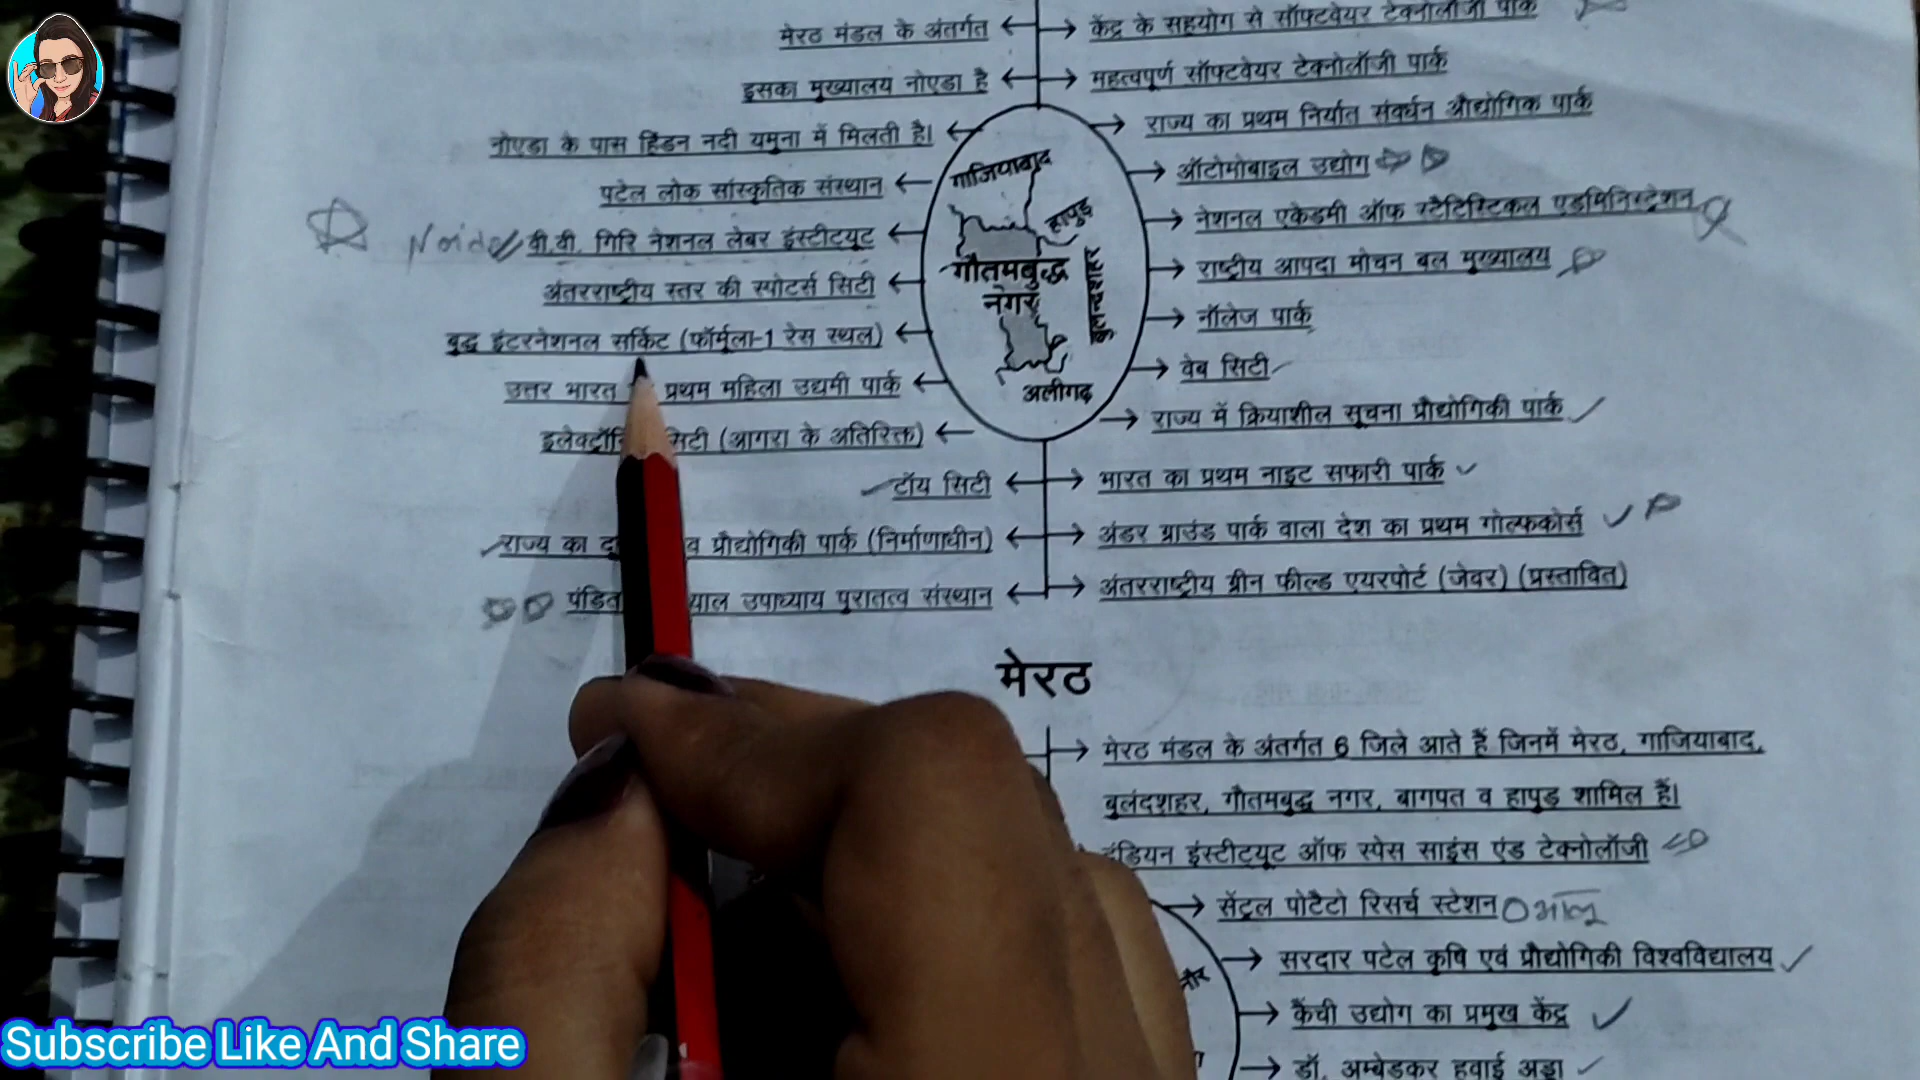 मेरठ मंडल के अंतर्गत
केंद्र के सहयोग से सॉफ्टवेयर टेक्नोलॉजी पार्क
इसका मुख्यालय नोएडा है
महत्वपूर्ण सॉफ्टवेयर टेक्नोलॉजी पार्क
नोएडा के पास हिंडन नदी यमुना में मिलती है।
राज्य का प्रथम निर्यात संवर्धन औद्योगिक पार्क
पटेल लोक सांस्कृतिक संस्थान
ऑटोमोबाइल उद्योग
Noida वी.वी. गिरि नेशनल लेबर इंस्टीट्यूट
नेशनल एकेडमी ऑफ स्टैटिस्टिकल एडमिनिस्ट्रेशन
अंतरराष्ट्रीय स्तर की स्पोटर्स सिटी
राष्ट्रीय आपदा मोचन बल मुख्यालय
बुद्ध इंटरनेशनल सर्किट (फॉर्मूला-1 रेस स्थल)
नॉलेज पार्क
उत्तर भारत प्रथम महिला उद्यमी पार्क
वेब सिटी
इलेक्ट्रॉनि सिटी (आगरा के अतिरिक्त)
राज्य में क्रियाशील सूचना प्रौद्योगिकी पार्क
टॉय सिटी
भारत का प्रथम नाइट सफारी पार्क
राज्य का व प्रौद्योगिकी पार्क (निर्माणाधीन)
अंडर ग्राउंड पार्क वाला देश का प्रथम गोल्फकोर्स
पंडित याल उपाध्याय पुरातत्व संस्थान
अंतरराष्ट्रीय ग्रीन फील्ड एयरपोर्ट (जेवर) (प्रस्तावित)
गाजियाबाद
हापुड़
गौतमबुद्ध
नगर
बुलन्दशहर
अलीगढ़
मेरठ
मेरठ मंडल के अंतर्गत 6 जिले आते हैं जिनमें मेरठ, गाजियाबाद,
बुलंदशहर, गौतमबुद्ध नगर, बागपत व हापुड़ शामिल हैं।
इंडियन इंस्टीट्यूट ऑफ स्पेस साइंस एंड टेक्नोलॉजी
सेंट्रल पोटैटो रिसर्च स्टेशन आलू
सरदार पटेल कृषि एवं प्रौद्योगिकी विश्वविद्यालय
कैंची उद्योग का प्रमुख केंद्र
डॉ. अम्बेडकर हवाई अड्डा
Subscribe Like And Share